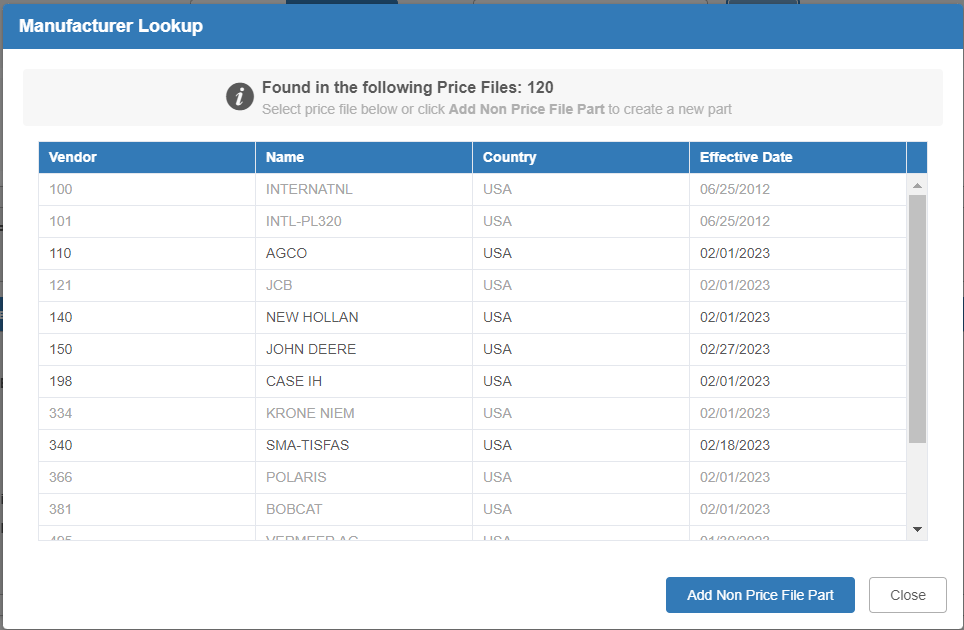 Manufacturer Lookup
Found in the following Price Files: 120
Select price file below or click Add Non Price File Part to create a new part
Vendor Name Country Effective Date
100 INTERNATNL USA 06/25/2012
101 INTL-PL320 USA 06/25/2012
110 AGCO USA 02/01/2023
121 JCB USA 02/01/2023
140 NEW HOLLAN USA 02/01/2023
150 JOHN DEERE USA 02/27/2023
198 CASE IH USA 02/01/2023
334 KRONE NIEM USA 02/01/2023
340 SMA-TISFAS USA 02/18/2023
366 POLARIS USA 02/01/2023
381 BOBCAT USA 02/01/2023
VERMEER AG USA
Add Non Price File Part Close